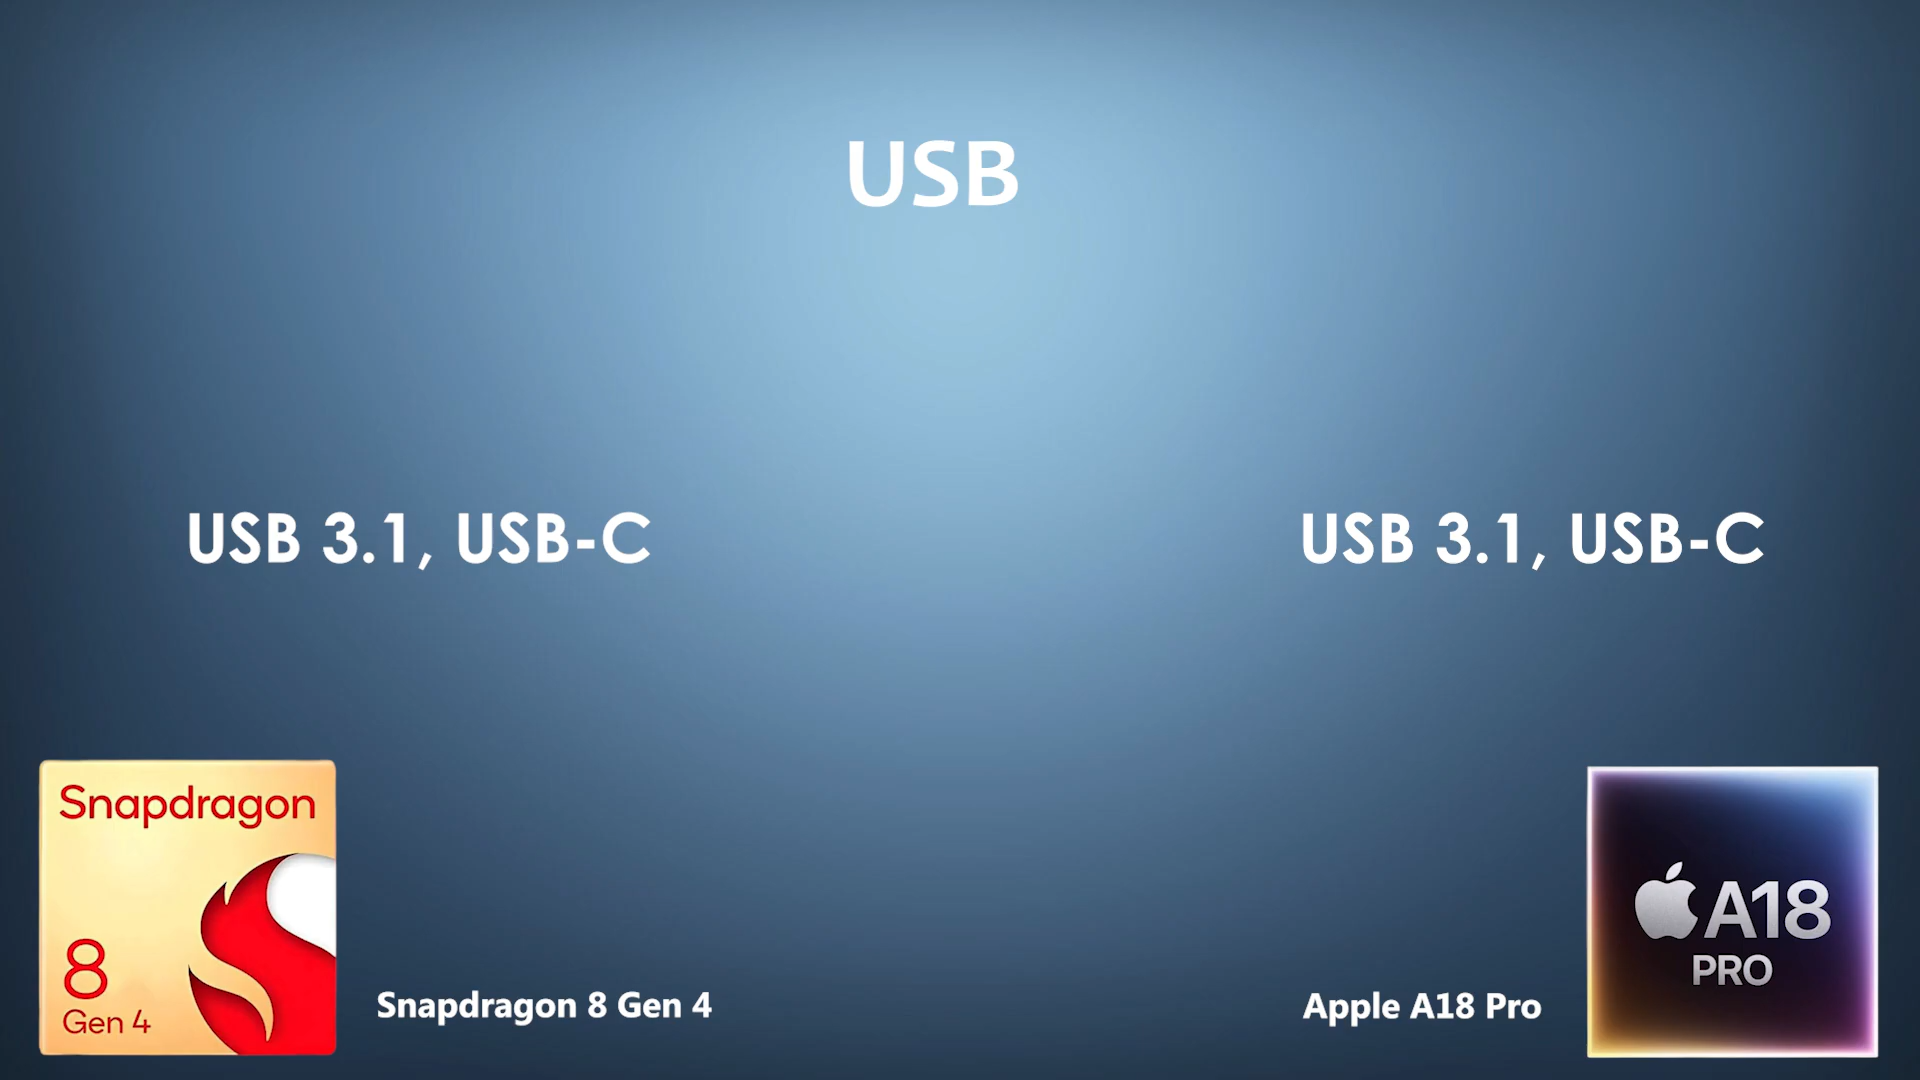 USB
USB 3.1, USB-C
USB 3.1, USB-C
Snapdragon
8
Gen 4
Snapdragon 8 Gen 4
Apple A18 Pro
A18
PRO